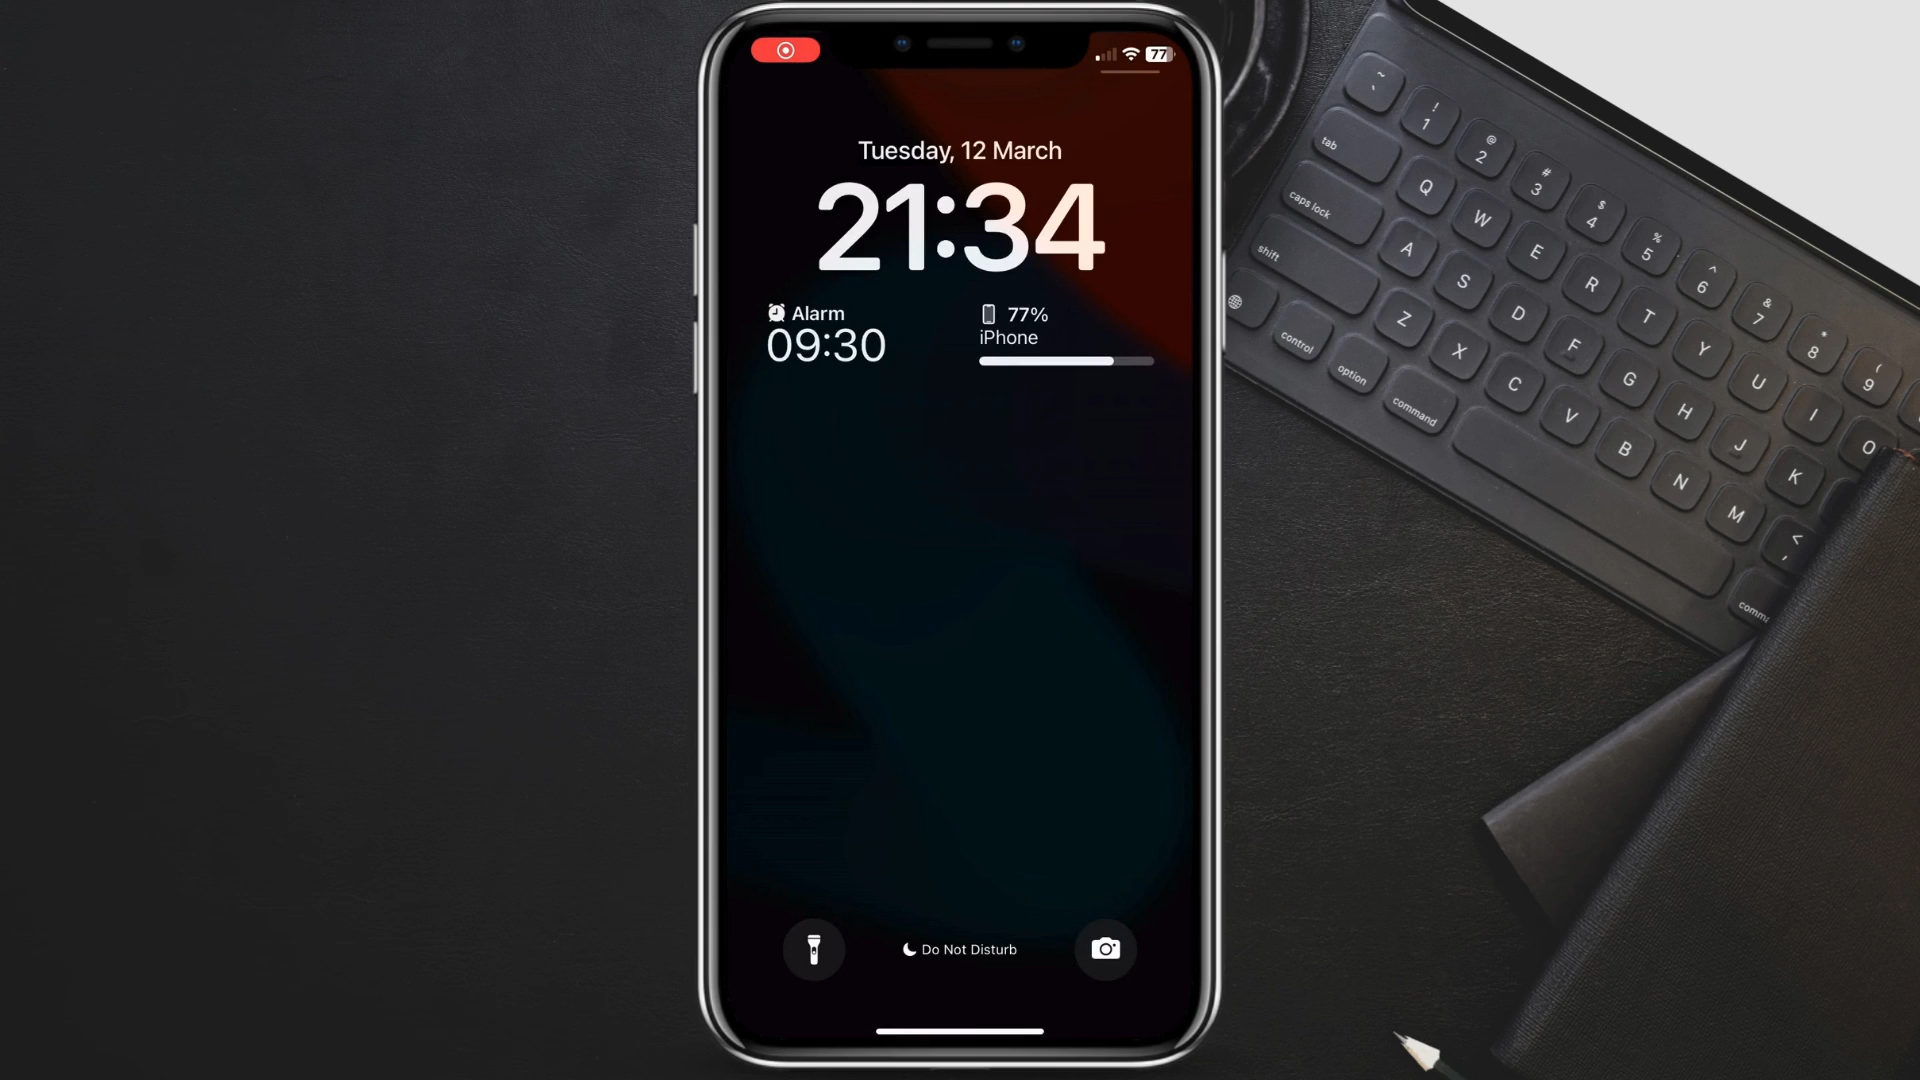 77
Tuesday, 12 March
21:34
Alarm
09:30
77%
iPhone
Do Not Disturb
~
`
!
1
@
2
#
3
$
4
%
5
^
6
&
7
*
8
(
9
tab
Q
W
E
R
T
Y
U
I
O
caps lock
A
S
D
F
G
H
J
K
shift
Z
X
C
V
B
N
M
<
,
control
option
command